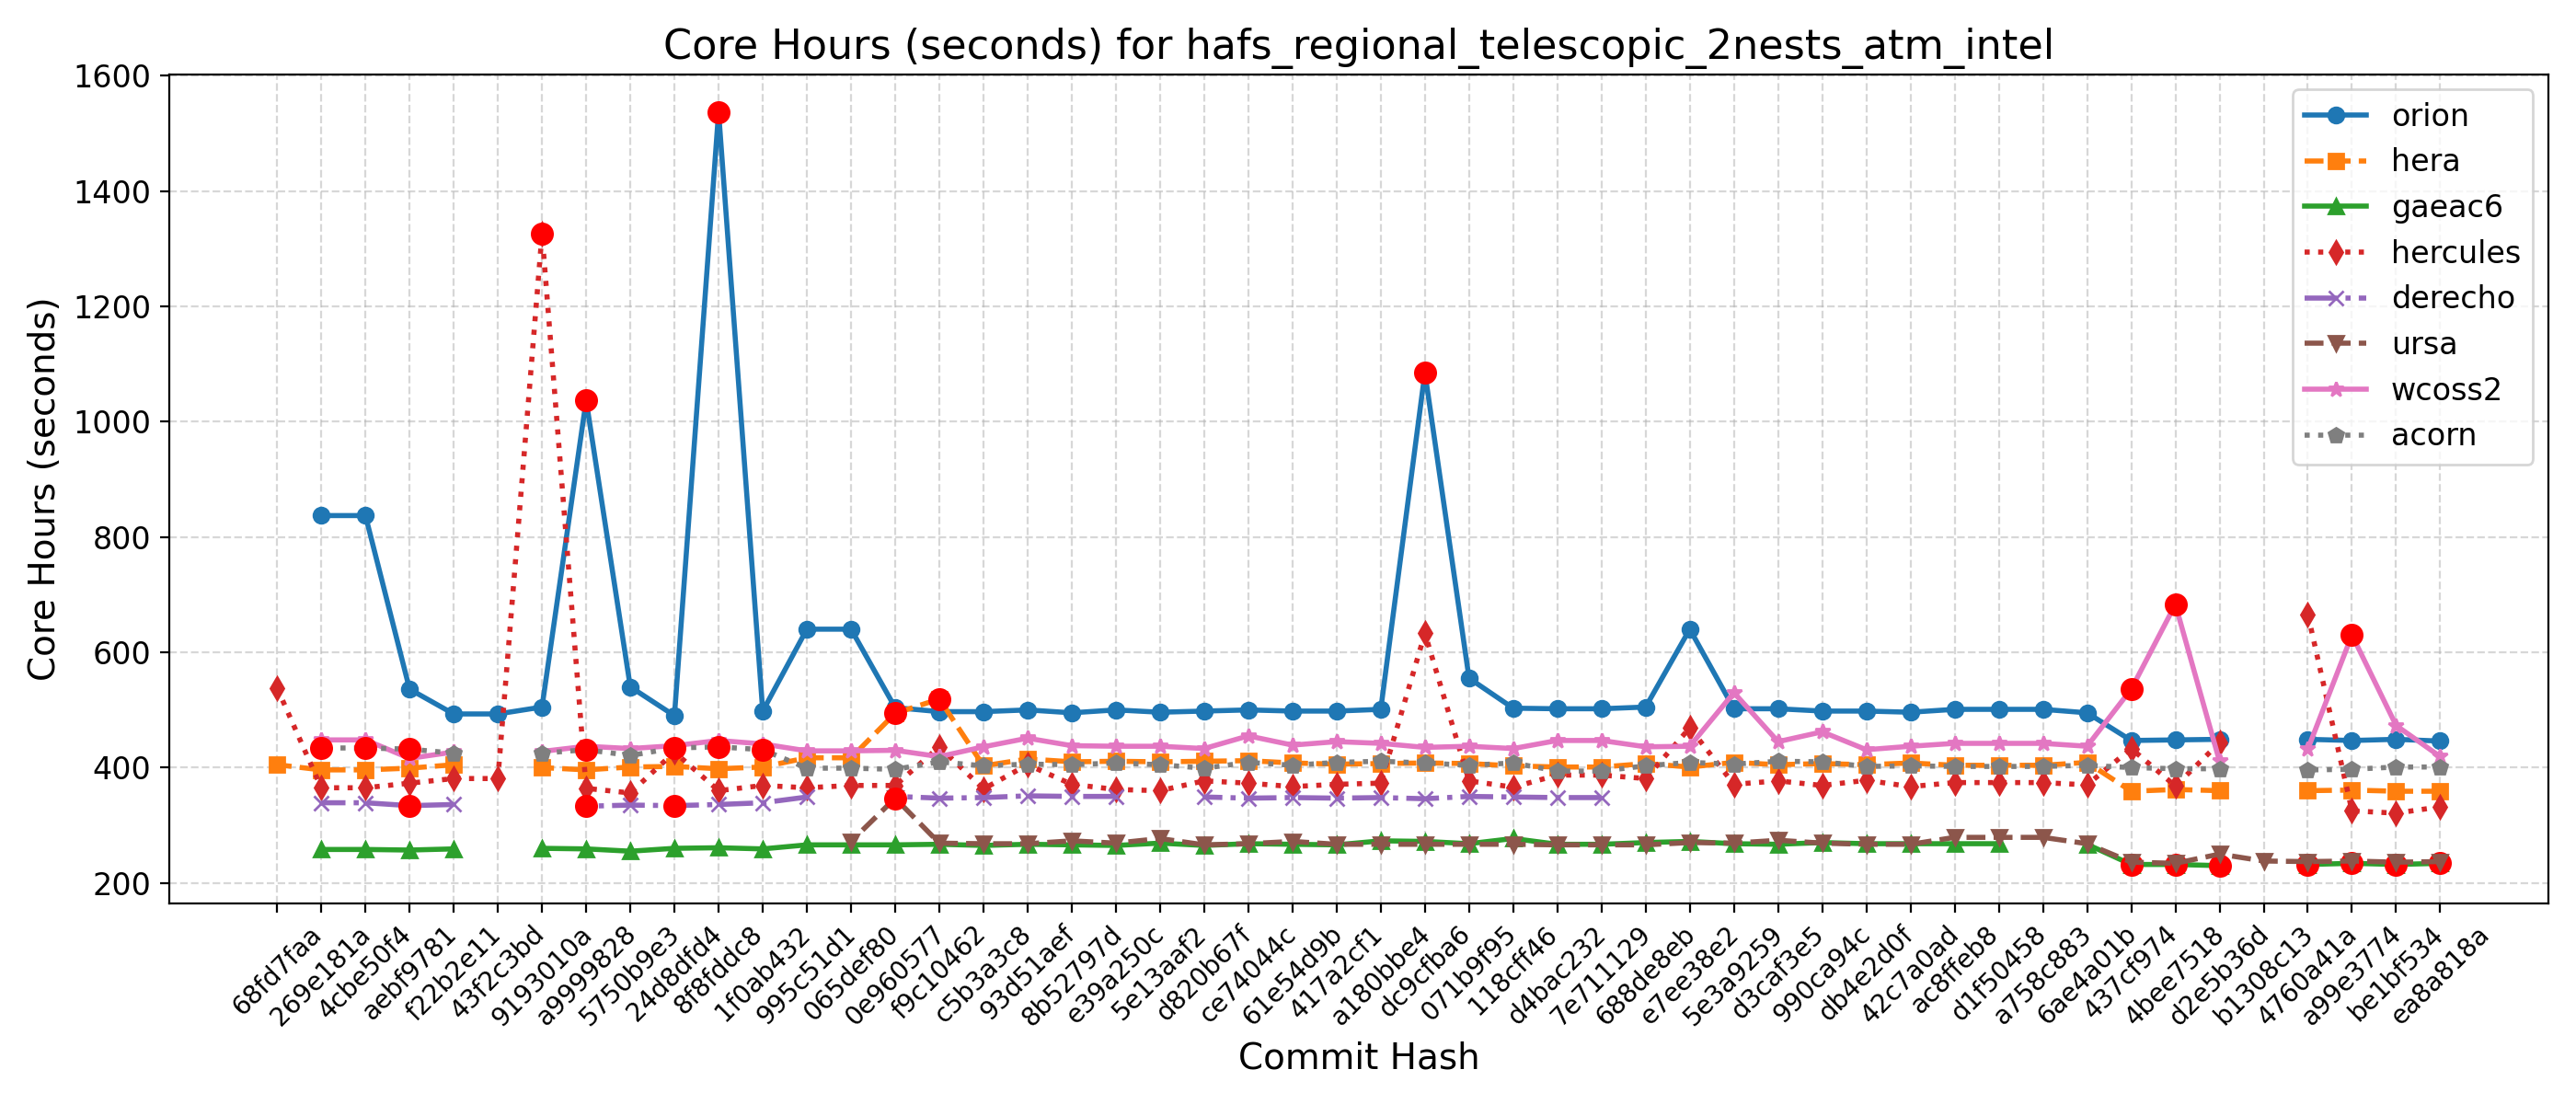 Core Hours (seconds) for hafs_regional_telescopic_2nests_atm_intel
Core Hours (seconds)
1600
1400
1200
1000
800
600
400
200
orion
hera
gaeac6
hercules
derecho
ursa
wcoss2
acorn
68fd7faa
269e181a
4cbe50f4
aebf9781
f22b2e11
43f2c3bd
9193010a
a9999828
5750b9e3
24d8dfd4
8f8fddc8
1f0ab432
995c51d1
065def80
0e960577
f9c10462
c5b3a3c8
93d51aef
8b52797d
e39a250c
5e13aaf2
d820b67f
ce74044c
61e54d9b
417a2cf1
a180bbe4
dc9cfba6
071b9f95
118cff46
d4bac232
7e711129
688de8eb
e7ee38e2
5e3a9259
d3caf3e5
990ca94c
db4e2d0f
42c7a0ad
ac8ffeb8
d1f50458
a758c883
6ae4a01b
437cf974
4bee7518
d2e5b36d
b1308c13
4760a41a
a99e3774
be1bf534
ea8a818a
Commit Hash